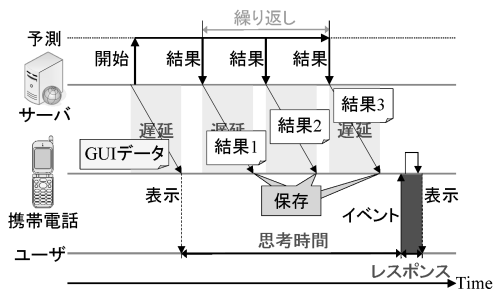 繰り返し
予測
開始
結果
結果
結果
サーバ
遅延
遅延
遅延
GUIデータ
結果1
結果2
結果3
表示
保存
イベント
表示
携帯電話
思考時間
ユーザ
レスポンス
Time